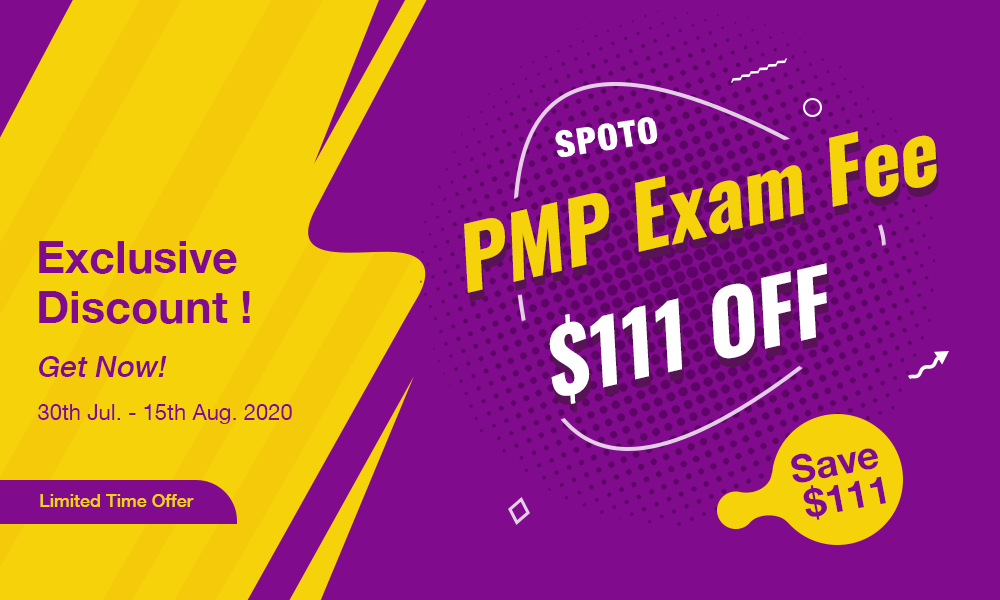 Exclusive
Discount !
Get Now!
30th Jul. - 15th Aug. 2020
Limited Time Offer
SPOTO
PMP Exam Fee
$111 OFF
Save
$111